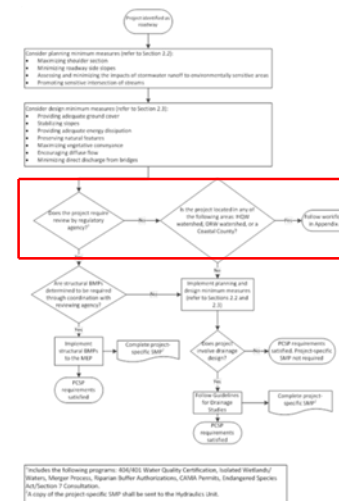 Project identified as
roadway
Consider planning minimum measures (refer to Section 2.2):
• Maximizing shoulder section
• Minimizing roadway side slopes
• Assessing and minimizing the impacts of stormwater runoff to environmentally sensitive areas
• Promoting sensitive intersection of streams
Consider design minimum measures (refer to Section 2.3):
• Providing adequate ground cover
• Stabilizing slopes
• Providing adequate energy dissipation
• Preserving natural features
• Maximizing vegetative conveyance
• Encouraging diffuse flow
• Minimizing direct discharge from bridges
Does the project require
review by regulatory
agency?¹
No
Is the project located in any of
the following areas: HQW
watershed, ORW watershed, or a
Coastal County?
Yes
Follow workflow
in Appendix
Yes
No
Are structural BMPs
determined to be required
through coordination with
reviewing agency?
No
Implement planning and
design minimum measures
(refer to Sections 2.2 and
2.3)
Yes
Implement
structural BMPs
to the MEP
Complete project-
specific SMP²
Does project
involve drainage
design?
No
PCSP requirements
satisfied. Project-specific
SMP not required
PCSP
requirements
satisfied
Yes
Follow Guidelines
for Drainage
Studies
Complete project-
specific SMP²
PCSP
requirements
satisfied
¹Includes the following programs: 404/401 Water Quality Certification, Isolated Wetlands/
Waters, Merger Process, Riparian Buffer Authorizations, CAMA Permits, Endangered Species
Act/Section 7 Consultation.
²A copy of the project-specific SMP shall be sent to the Hydraulics Unit.